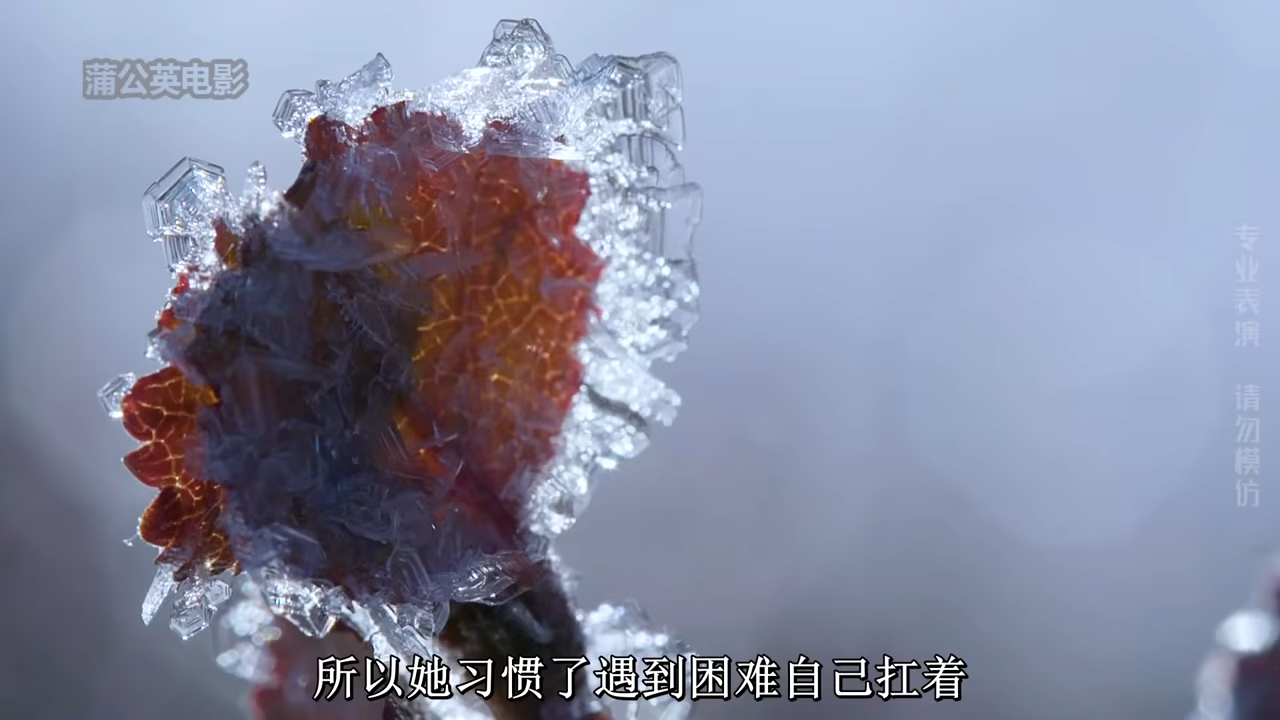 蒲公英电影
专业表演 请勿模仿
所以她习惯了遇到困难自己扛着